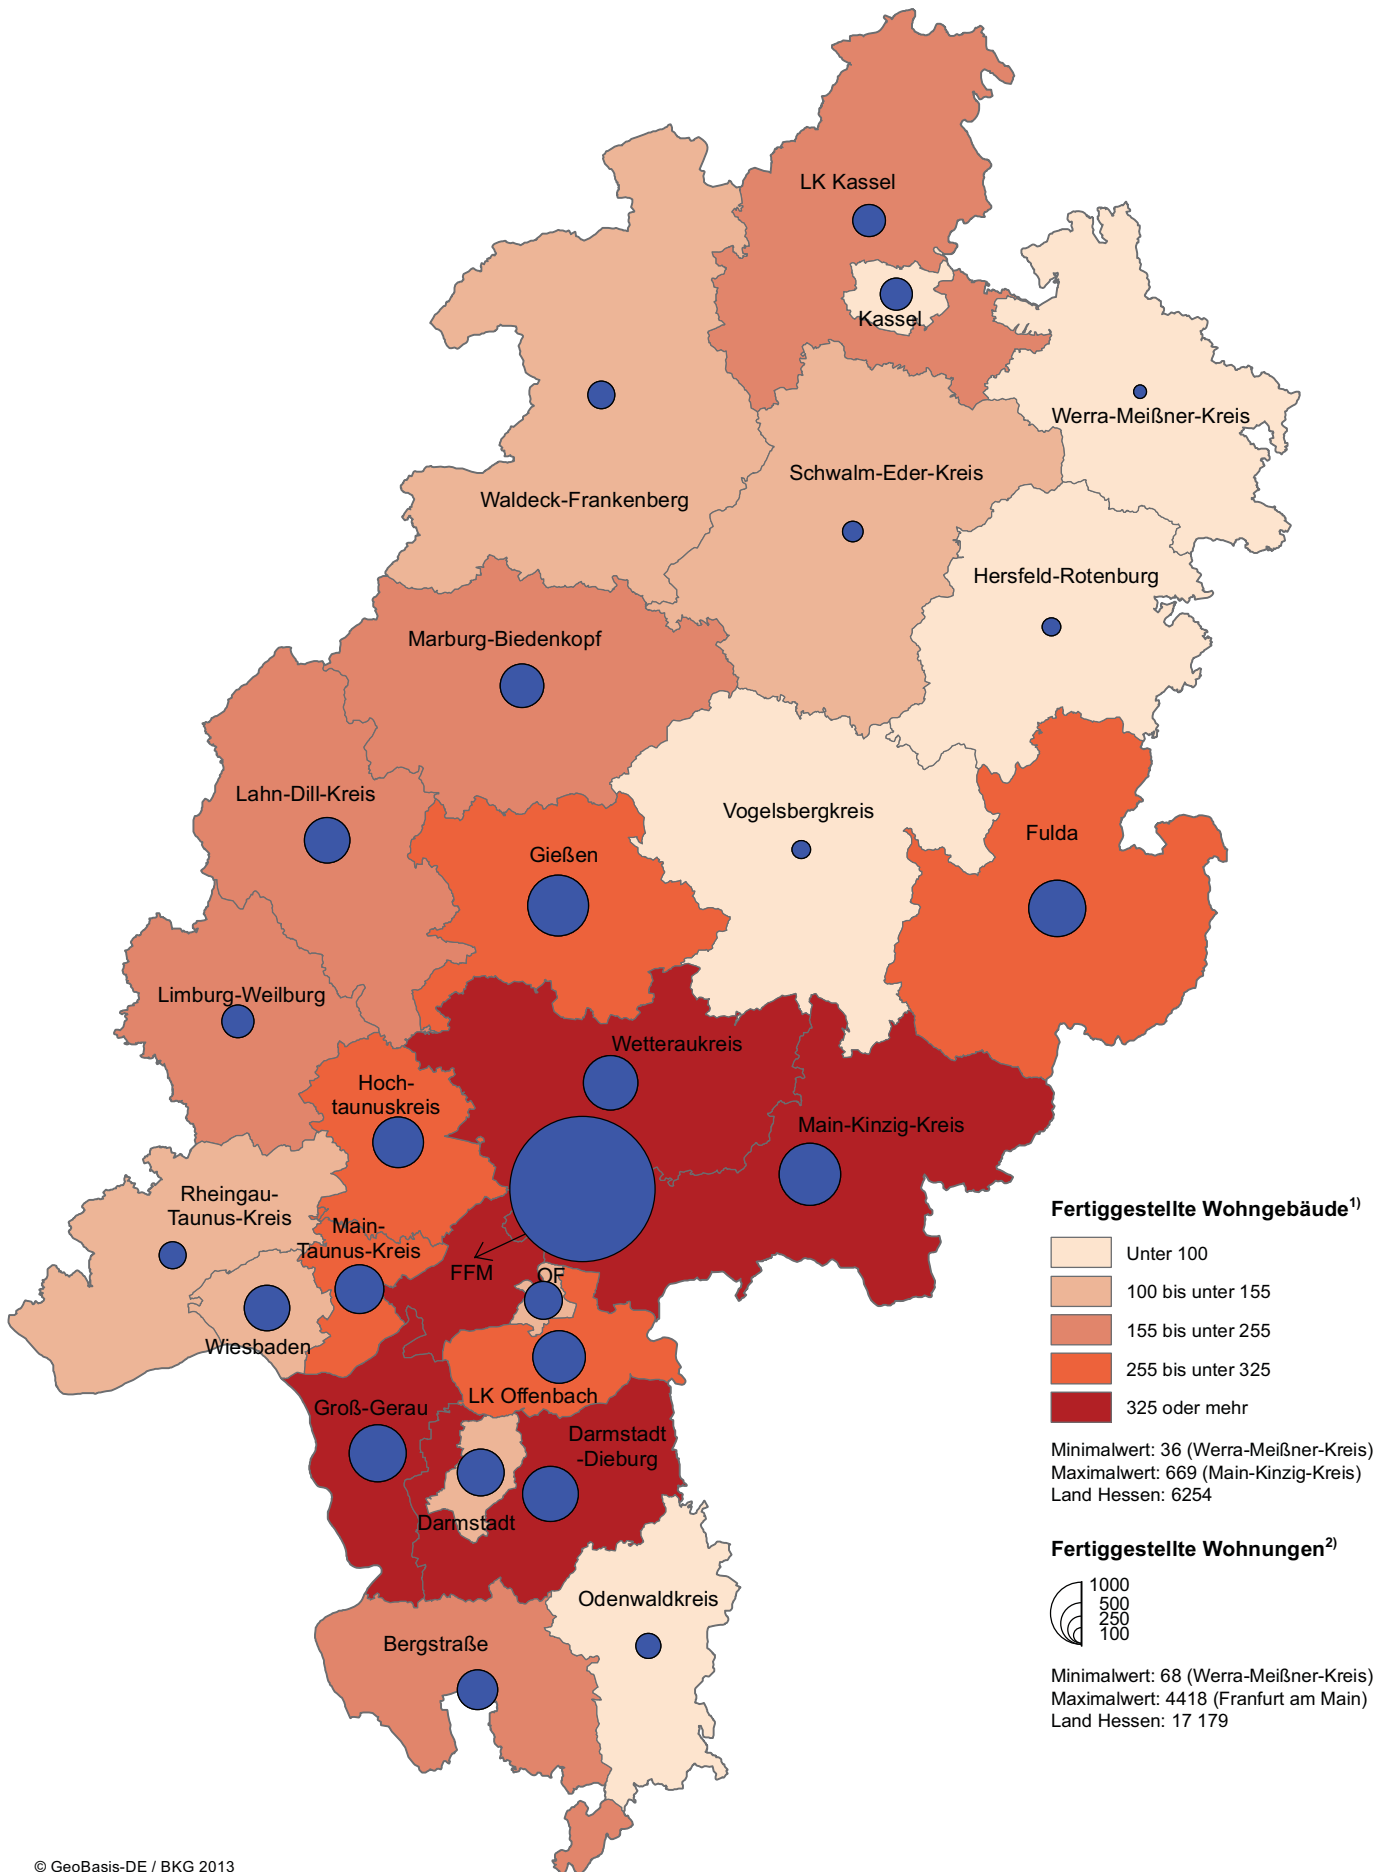 LK Kassel
Kassel
Werra-Meißner-Kreis
Schwalm-Eder-Kreis
Waldeck-Frankenberg
Hersfeld-Rotenburg
Marburg-Biedenkopf
Lahn-Dill-Kreis
Vogelsbergkreis
Fulda
Gießen
Limburg-Weilburg
Wetteraukreis
Hoch-
taunuskreis
Main-Kinzig-Kreis
Rheingau-
Taunus-Kreis
Main-
Taunus-Kreis
FFM
OF
Wiesbaden
LK Offenbach
Groß-Gerau
Darmstadt
-Dieburg
Darmstadt
Odenwaldkreis
Bergstraße
Fertiggestellte Wohngebäude1)
Unter 100
100 bis unter 155
155 bis unter 255
255 bis unter 325
325 oder mehr
Minimalwert: 36 (Werra-Meißner-Kreis)
Maximalwert: 669 (Main-Kinzig-Kreis)
Land Hessen: 6254
Fertiggestellte Wohnungen2)
1000
500
250
100
Minimalwert: 68 (Werra-Meißner-Kreis)
Maximalwert: 4418 (Franfurt am Main)
Land Hessen: 17 179
© GeoBasis-DE / BKG 2013